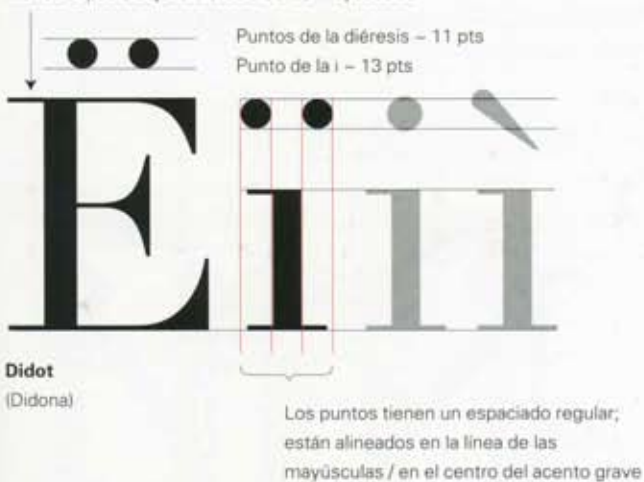 Puntos de la diéresis – 11 pts
Punto de la i – 13 pts
Ë ï i ì
Didot
(Didona)
Los puntos tienen un espaciado regular;
están alineados en la línea de las
mayúsculas / en el centro del acento grave